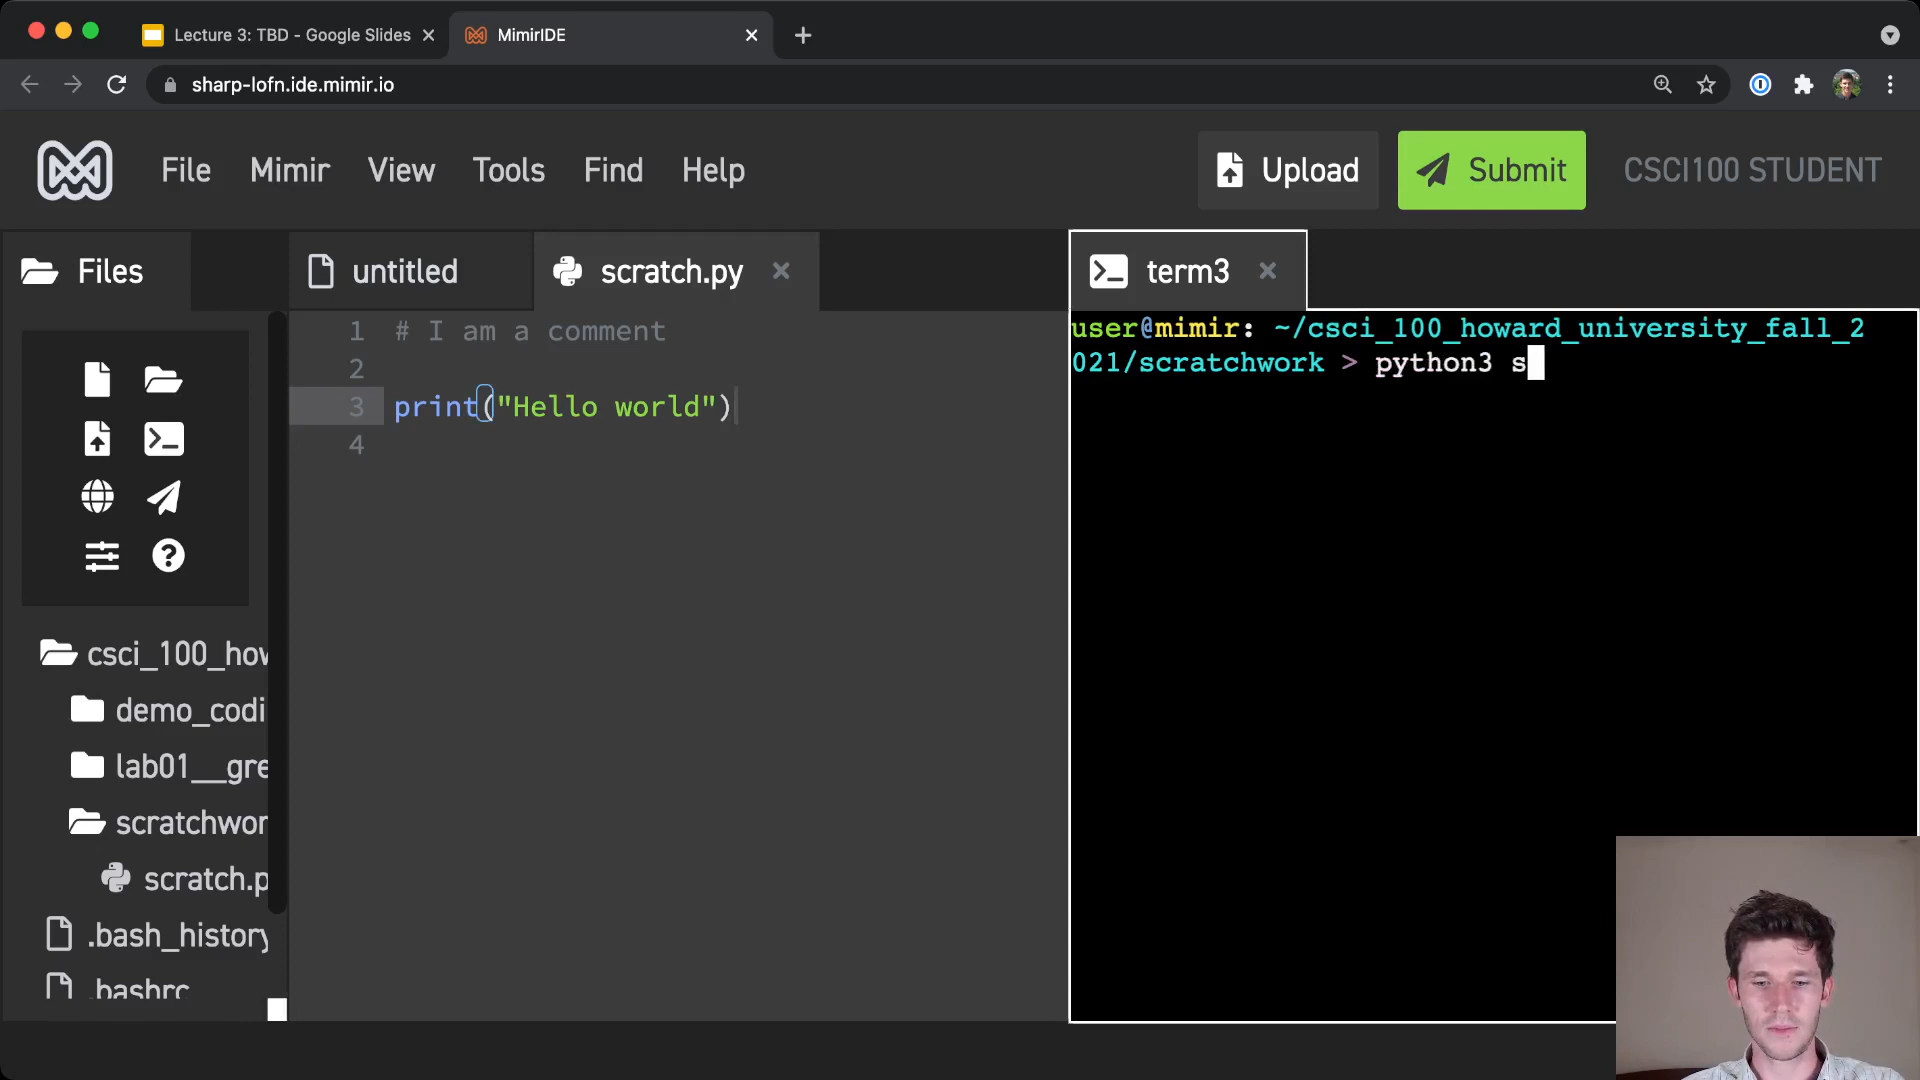 Lecture 3: TBD - Google Slides
MimirIDE
sharp-lofn.ide.mimir.io
File Mimir View Tools Find Help
Upload
Submit
CSCI100 STUDENT
Files
untitled
scratch.py
term3
1 # I am a comment
2
3 print("Hello world")
4
user@mimir: ~/csci_100_howard_university_fall_2
021/scratchwork > python3 s
csci_100_how
demo_codi
lab01__gre
scratchwor
scratch.p
.bash_history
.bashrc